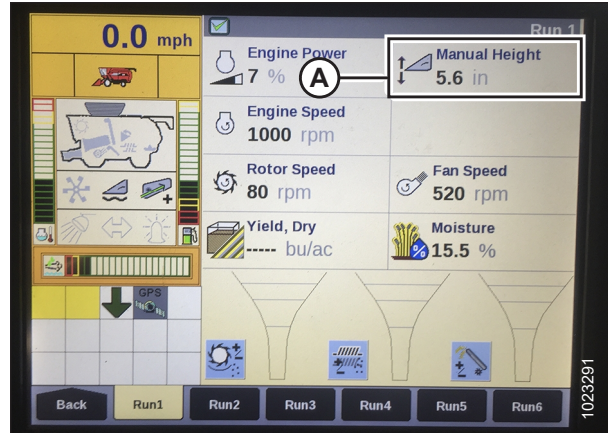 0.0 mph
Run 1
Engine Power
7 %
A
Manual Height
5.6 in
Engine Speed
1000 rpm
Rotor Speed
80 rpm
Fan Speed
520 rpm
Yield, Dry
----- bu/ac
Moisture
15.5 %
GPS
Back
Run1
Run2
Run3
Run4
Run5
Run6
1023291